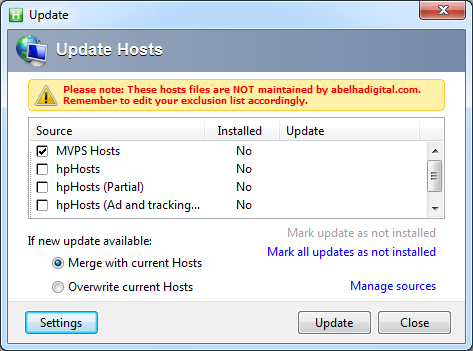 Update
Update Hosts
Please note: These hosts files are NOT maintained by abelhadigital.com.
Remember to edit your exclusion list accordingly.
Source Installed Update
MVPS Hosts No
hpHosts No
hpHosts (Partial) No
hpHosts (Ad and tracking... No
Mark update as not installed
If new update available:
Mark all updates as not installed
Merge with current Hosts
Overwrite current Hosts
Manage sources
Settings Update Close